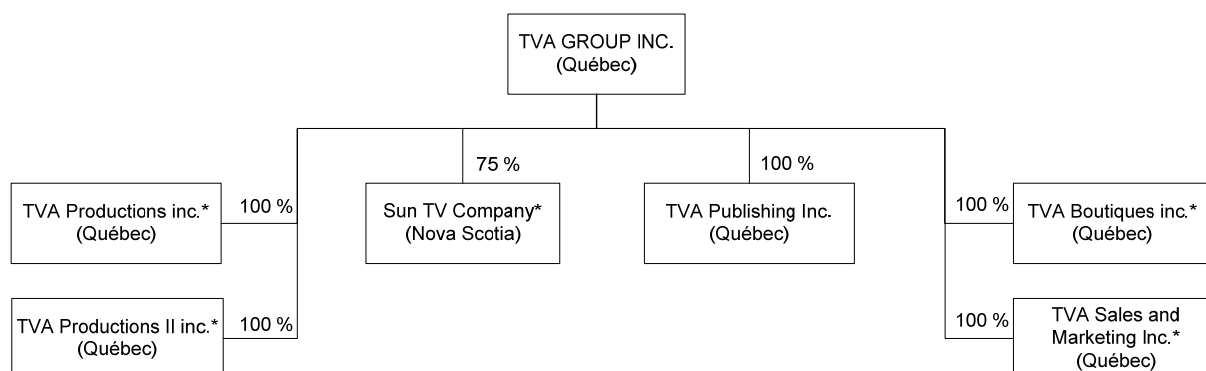 TVA GROUP INC.
(Québec)
75 %
100 %
TVA Productions inc.*
(Québec)
100 %
Sun TV Company*
(Nova Scotia)
TVA Publishing Inc.
(Québec)
100 %
TVA Boutiques inc.*
(Québec)
TVA Productions II inc.*
(Québec)
100 %
100 %
TVA Sales and
Marketing Inc.*
(Québec)